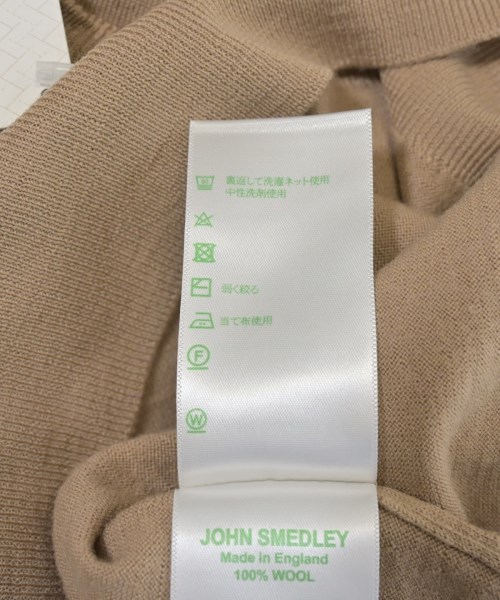 裏返して洗濯ネット使用
中性洗剤使用
弱く絞る
当て布使用
F
W
JOHN SMEDLEY
Made in England
100% WOOL